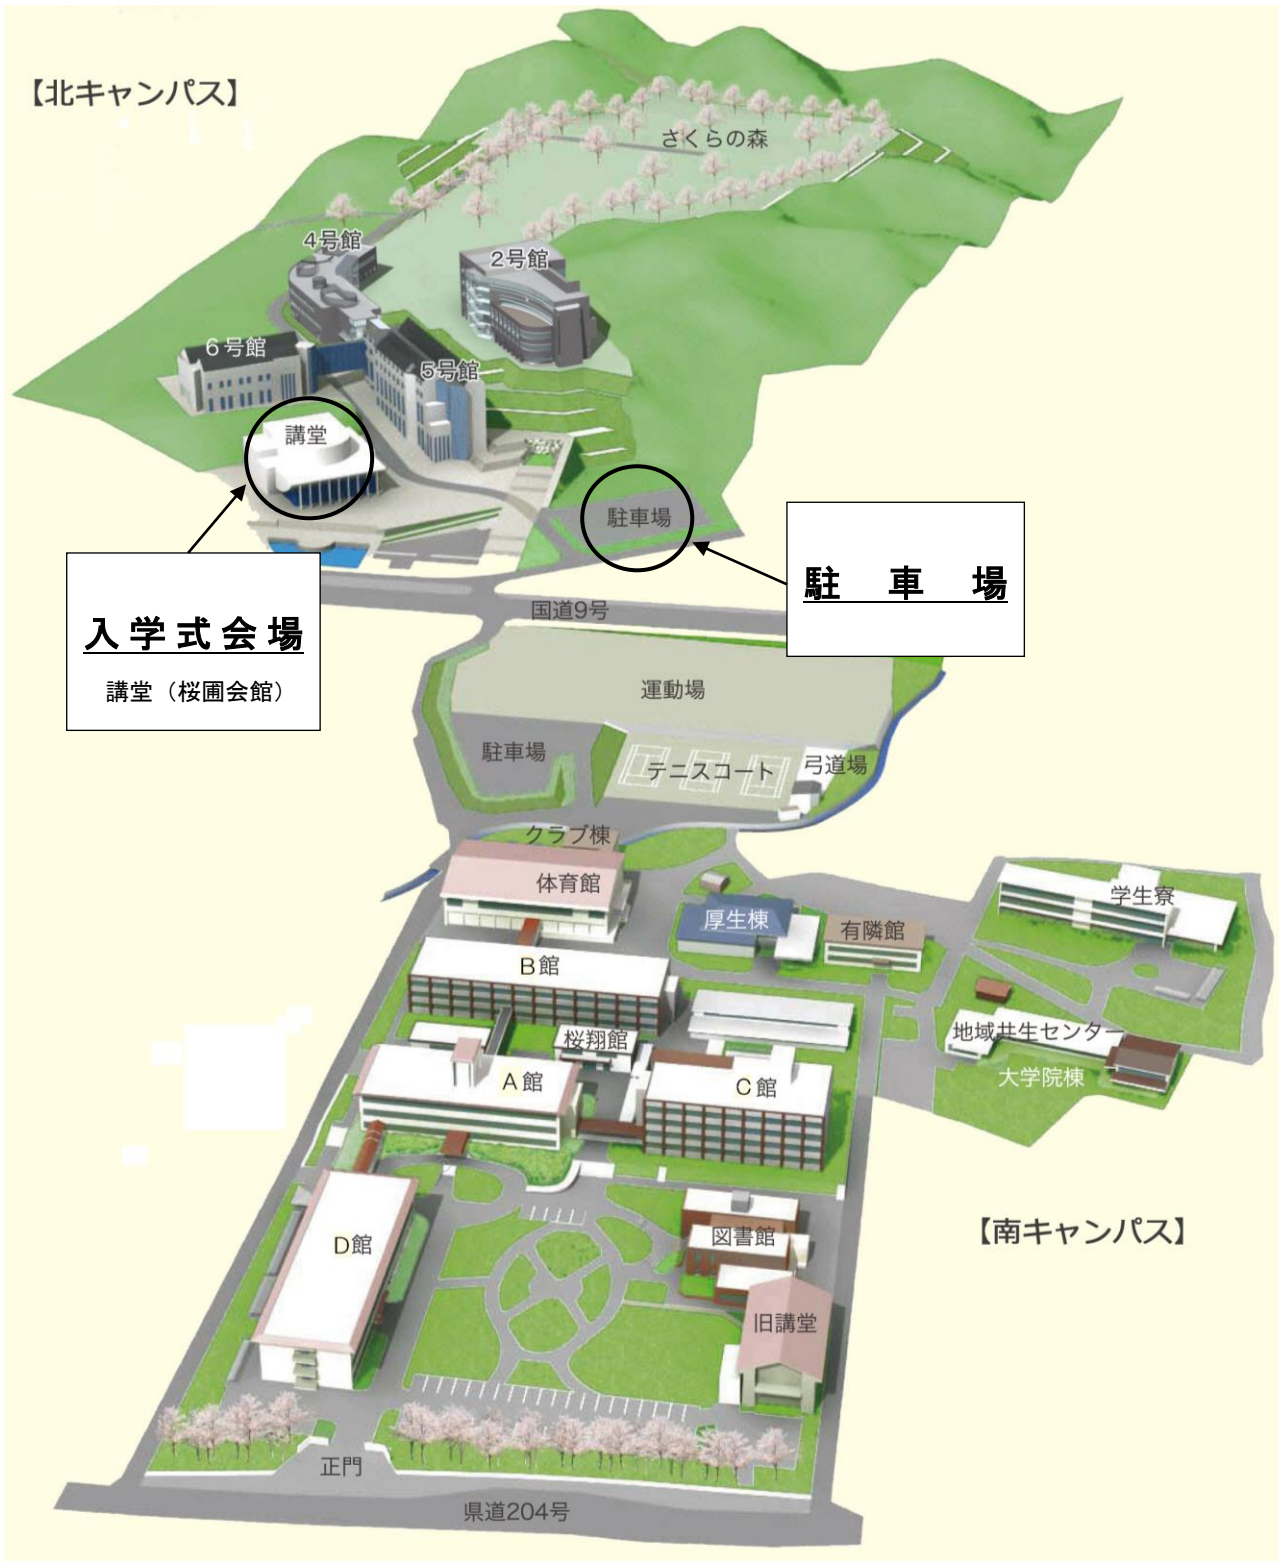 【北キャンパス】
さくらの森
4号館
2号館
6号館
5号館
講堂
駐車場
駐車場
入学式会場
講堂（桜圃会館）
国道9号
運動場
駐車場
テニスコート
弓道場
クラブ棟
体育館
学生寮
厚生棟
有隣館
B館
桜翔館
地域共生センター
大学院棟
A館
C館
【南キャンパス】
図書館
D館
旧講堂
正門
県道204号